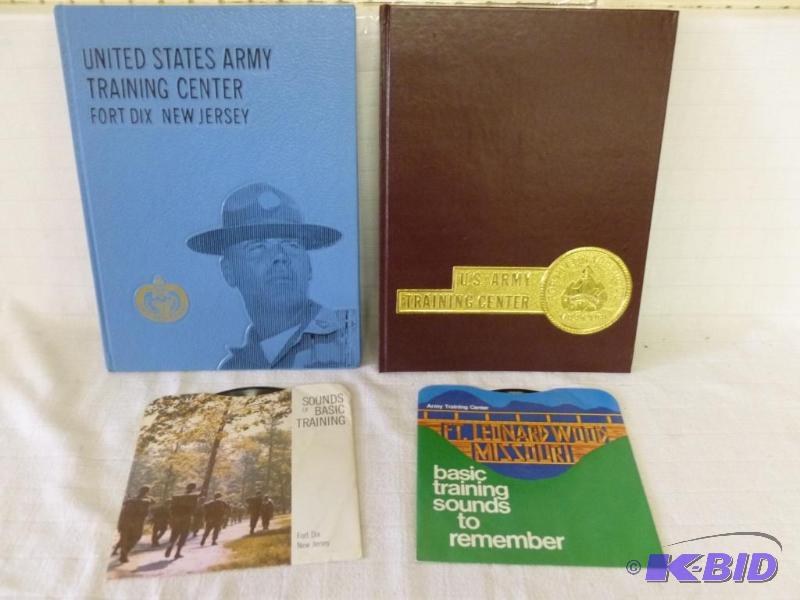 UNITED STATES ARMY
TRAINING CENTER
FORT DIX NEW JERSEY
U.S. ARMY
TRAINING CENTER
SOUNDS
OF BASIC
TRAINING
Fort Dix
New Jersey
Army Training Center
FT. LEONARD WOOD
MISSOURI
basic
training
sounds
to
remember
© K-BID